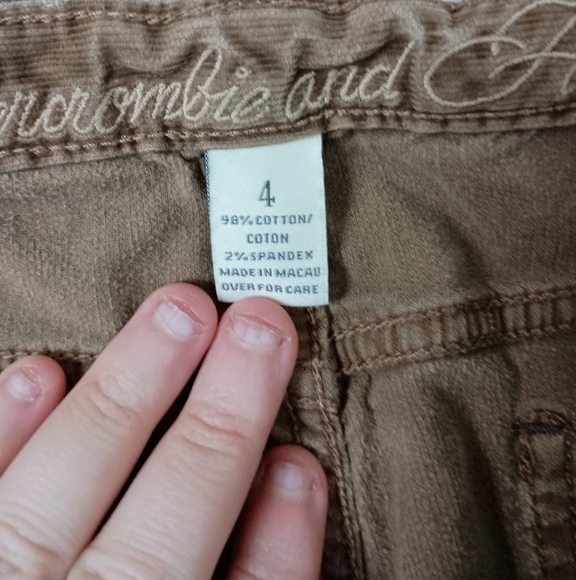 ercrombie and
4
98% COTTON/
COTON
2% SPANDEX
MADE IN MACAU
OVER FOR CARE